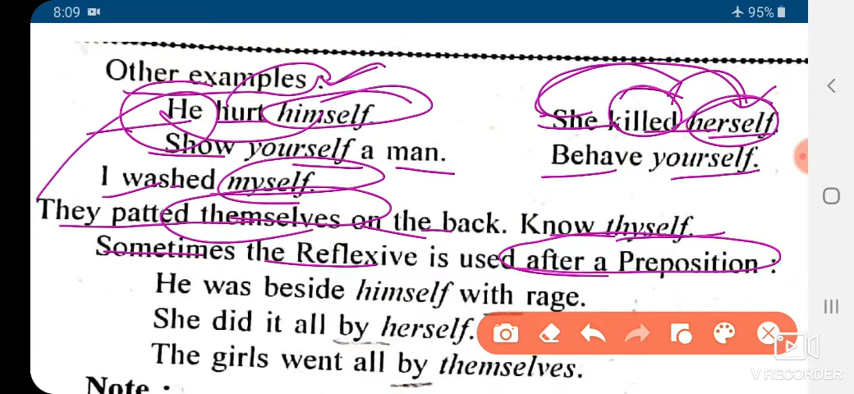 8:09
95%
Other examples :
He hurt himself. She killed herself.
Show yourself a man. Behave yourself.
I washed myself.
They patted themselves on the back. Know thyself.
Sometimes the Reflexive is used after a Preposition :
He was beside himself with rage.
She did it all by herself.
The girls went all by themselves.
Note :
V RECORDER